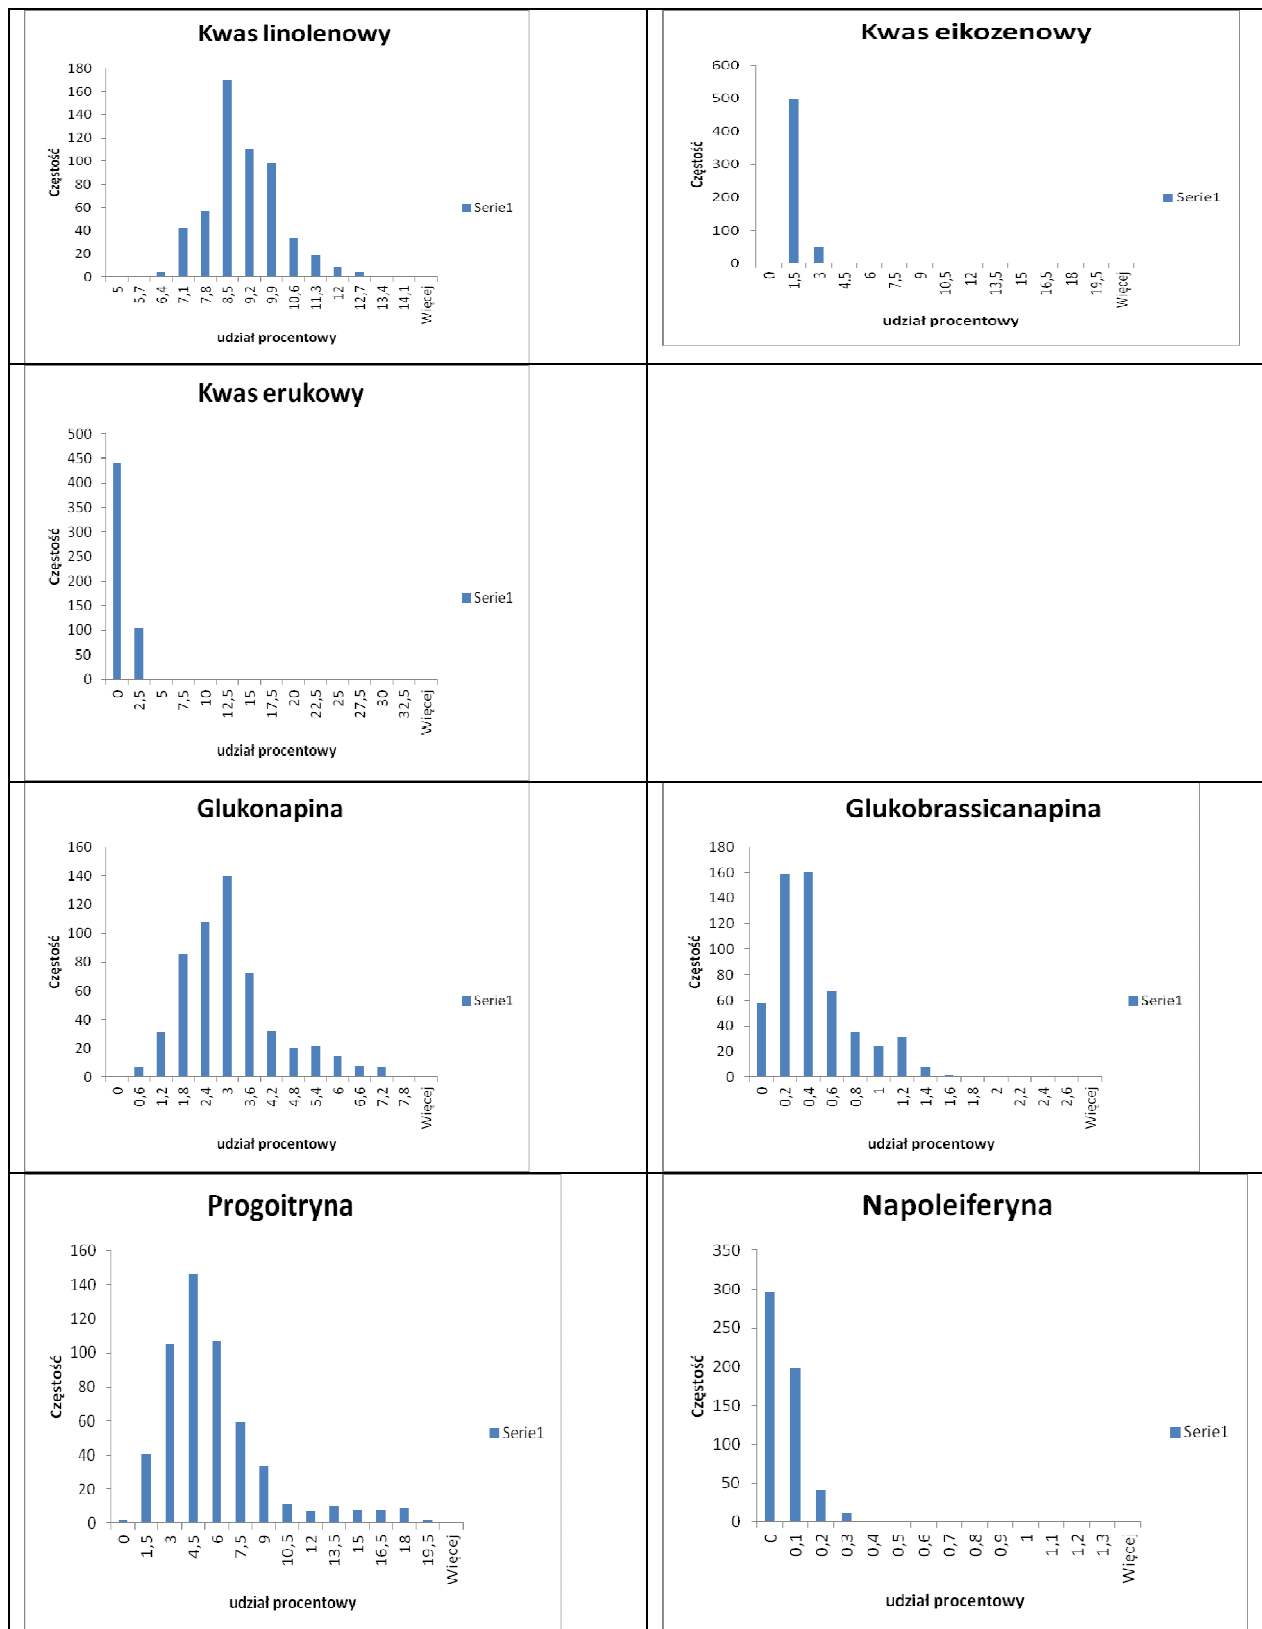 Kwas linolenowy
180
160
140
120
100
80
60
40
20
0
Częstość
5 5,7 6,4 7,1 7,8 8,5 9,2 9,9 10,6 11,3 12 12,7 13,4 14,1 Więcej
udział procentowy
Serie1
Kwas eikozenowy
600
500
400
300
200
100
0
Częstość
0 1,5 3 4,5 6 7,5 9 10,5 12 13,5 15 16,5 18 19,5 Więcej
udział procentowy
Serie1
Kwas erukowy
500
450
400
350
300
250
200
150
100
50
0
Częstość
0 2,5 5 7,5 10 12,5 15 17,5 20 22,5 25 27,5 30 32,5 Więcej
udział procentowy
Serie1
Glukonapina
160
140
120
100
80
60
40
20
0
Częstość
0 0,6 1,2 1,8 2,4 3 3,6 4,2 4,8 5,4 6 6,6 7,2 7,8 Więcej
udział procentowy
Serie1
Glukobrassicanapina
180
160
140
120
100
80
60
40
20
0
Częstość
0 0,2 0,4 0,6 0,8 1 1,2 1,4 1,6 1,8 2 2,2 2,4 2,6 Więcej
udział procentowy
Serie1
Progoitryna
160
140
120
100
80
60
40
20
0
Częstość
0 1,5 3 4,5 6 7,5 9 10,5 12 13,5 15 16,5 18 19,5 Więcej
udział procentowy
Serie1
Napoleiferyna
350
300
250
200
150
100
50
0
Częstość
0 0,1 0,2 0,3 0,4 0,5 0,6 0,7 0,8 0,9 1 1,1 1,2 1,3 Więcej
udział procentowy
Serie1